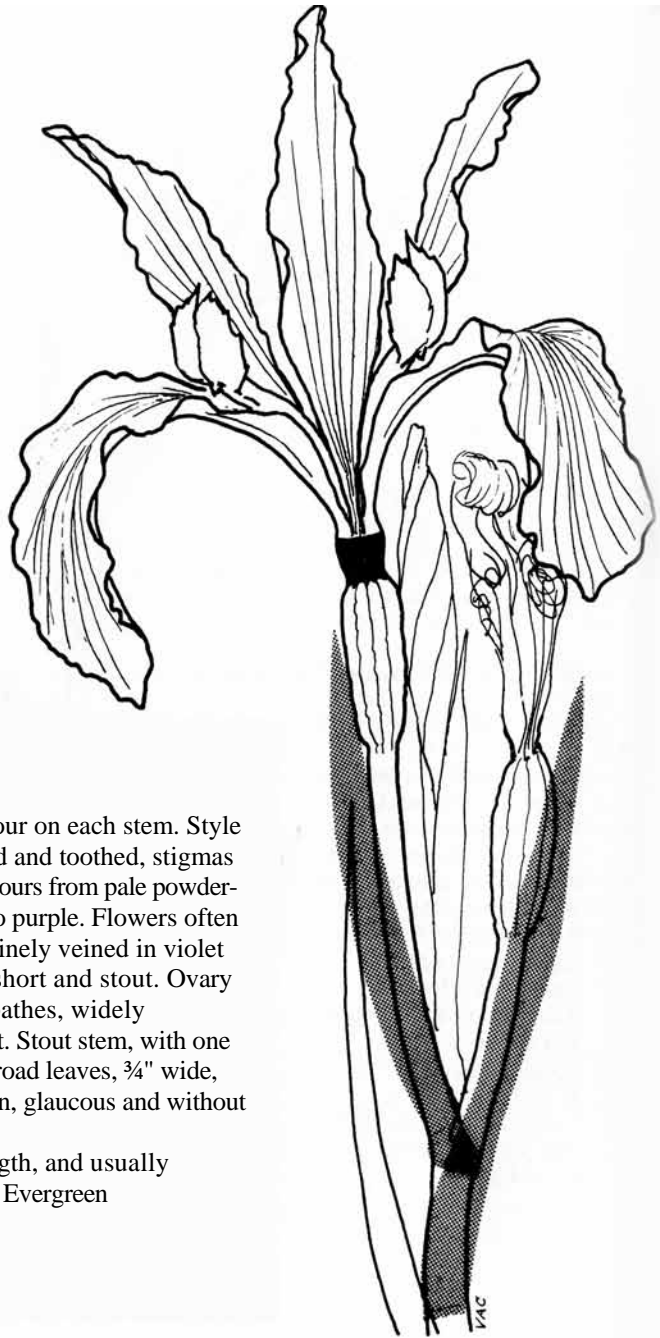 our on each stem. Style
d and toothed, stigmas
ours from pale powder-
o purple. Flowers often
inely veined in violet
short and stout. Ovary
athes, widely
t. Stout stem, with one
road leaves, ¾" wide,
n, glaucous and without
gth, and usually
Evergreen
VAC